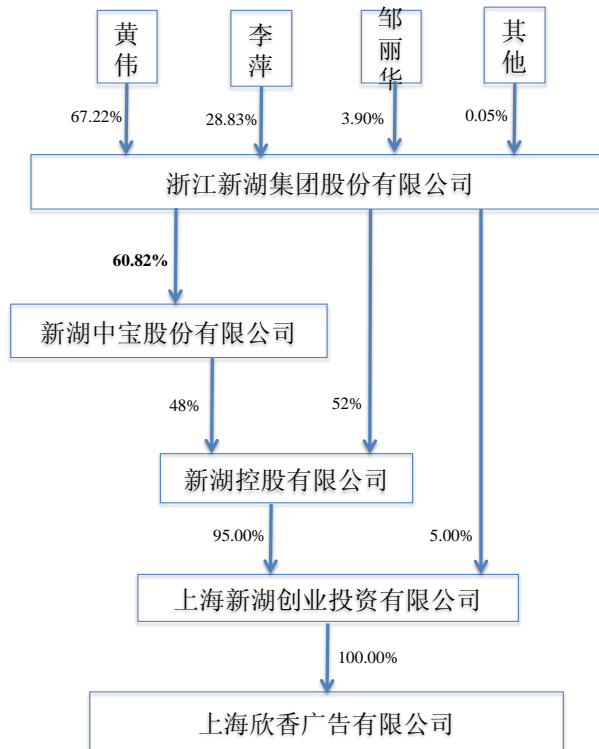 黄伟
李萍
邹丽华
其他
67.22%
28.83%
3.90%
0.05%
浙江新湖集团股份有限公司
60.82%
新湖中宝股份有限公司
48%
52%
新湖控股有限公司
95.00%
5.00%
上海新湖创业投资有限公司
100.00%
上海欣香广告有限公司